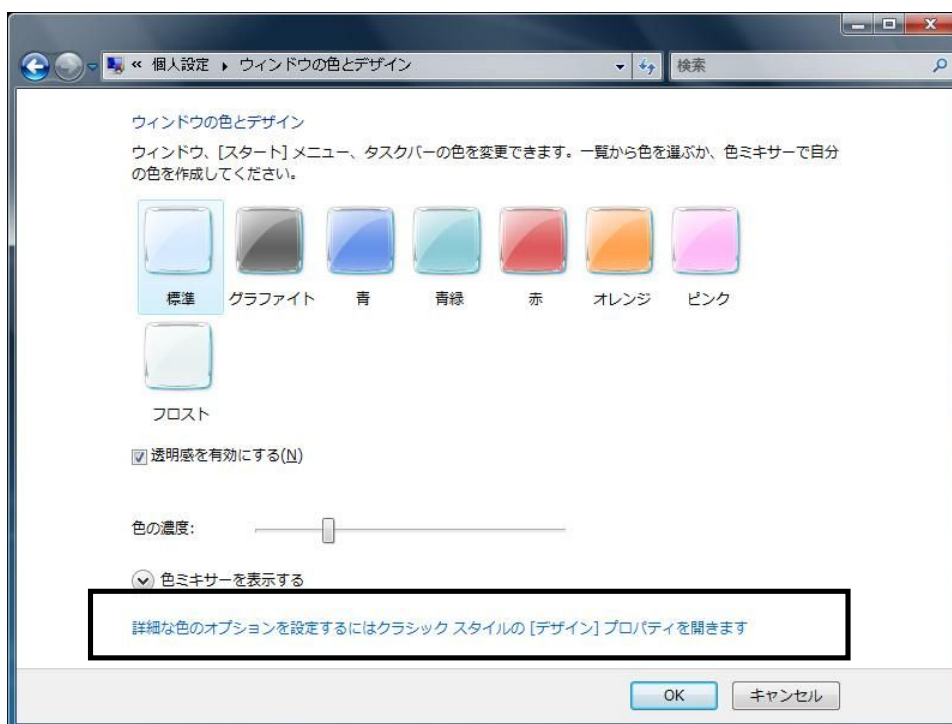 « 個人設定 ▸ ウィンドウの色とデザイン
検索
ウィンドウの色とデザイン
ウィンドウ、[スタート] メニュー、タスクバーの色を変更できます。一覧から色を選ぶか、色ミキサーで自分
の色を作成してください。
標準 グラファイト 青 青緑 赤 オレンジ ピンク
フロスト
透明感を有効にする(N)
色の濃度:
色ミキサーを表示する
詳細な色のオプションを設定するにはクラシック スタイルの [デザイン] プロパティを開きます
OK キャンセル